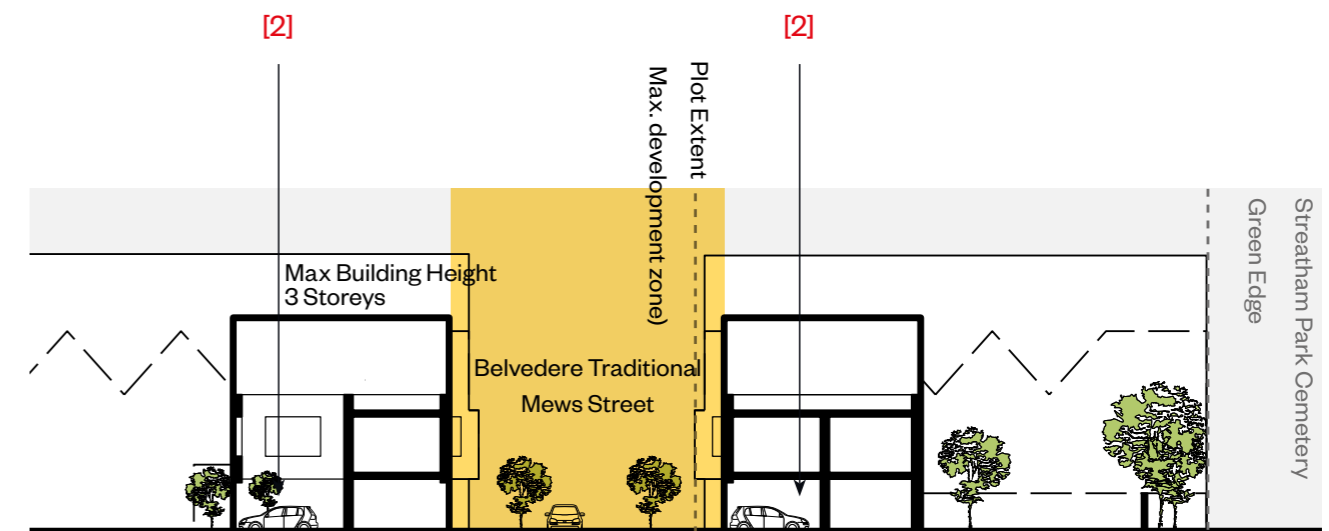 [2]
[2]
Plot Extent
Max. development zone)
Streatham Park Cemetery
Green Edge
Max Building Height
3 Storeys
Belvedere Traditional
Mews Street